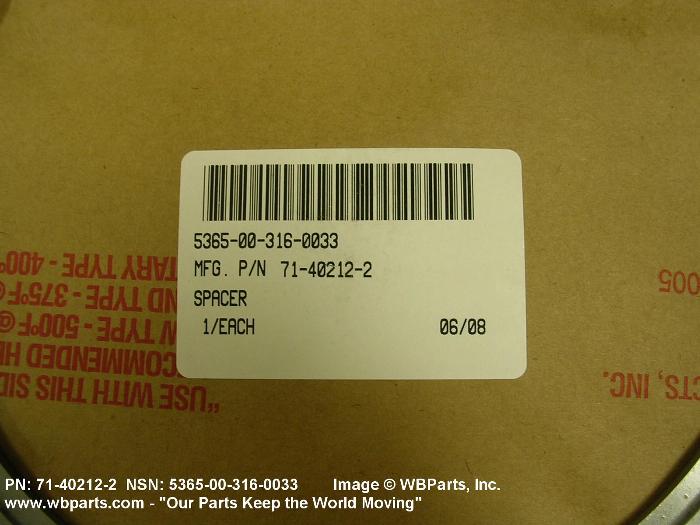 5365-00-316-0033
MFG. P/N 71-40212-2
SPACER
1/EACH 06/08
TARY TYPE - 400°
ND TYPE - 375°F @
W TYPE - 500°F @
COMMENDED HE
"USE WITH THIS SID
005
CTS, INC.
PN: 71-40212-2 NSN: 5365-00-316-0033 Image © WBParts, Inc.
www.wbparts.com - "Our Parts Keep the World Moving"